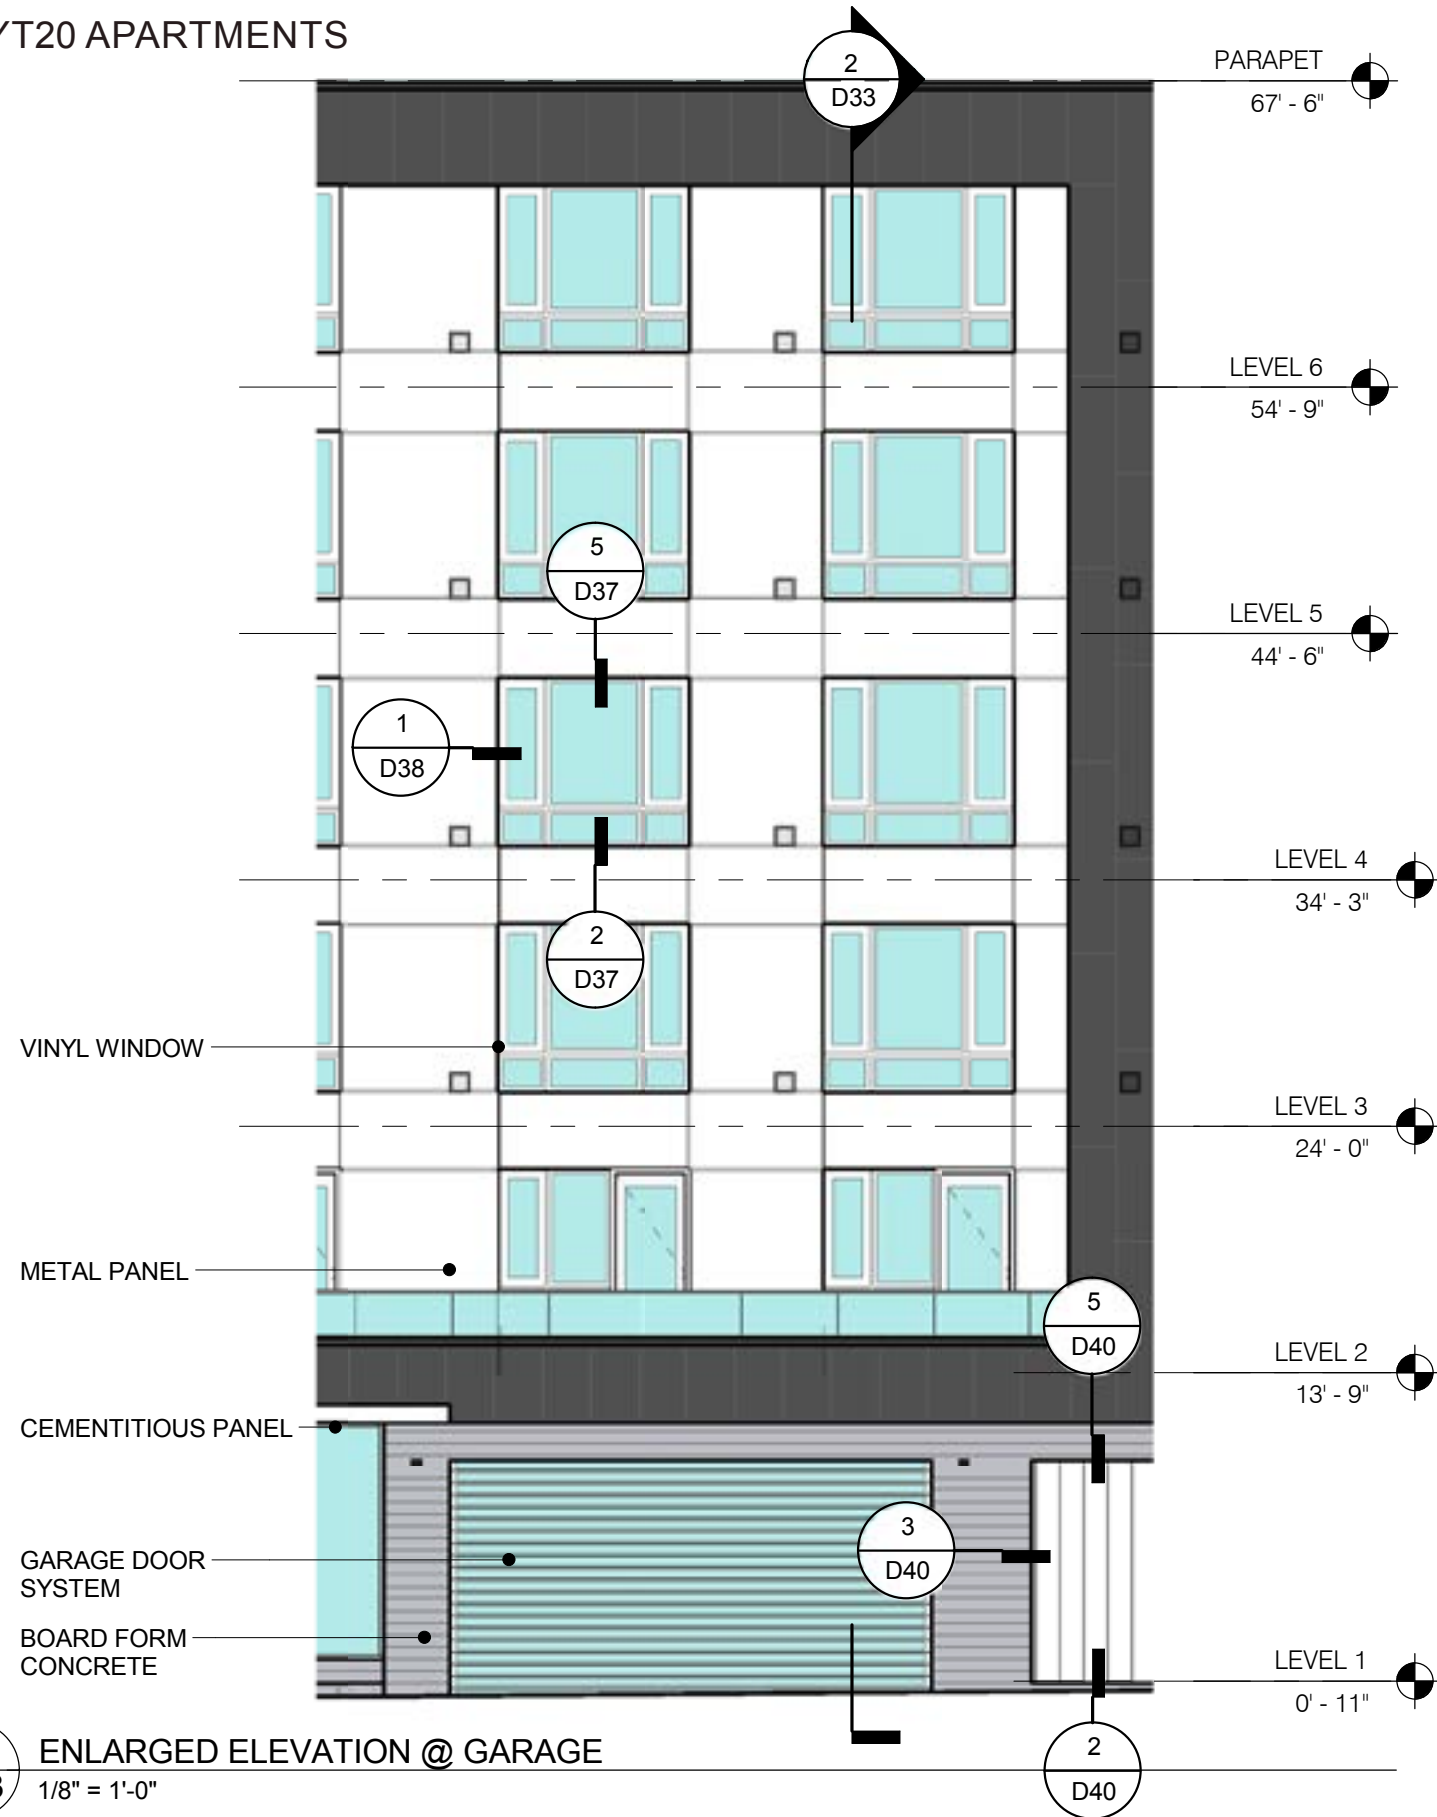 YT20 APARTMENTS
2
D33
PARAPET
67' - 6"
LEVEL 6
54' - 9"
5
D37
LEVEL 5
44' - 6"
1
D38
LEVEL 4
34' - 3"
2
D37
VINYL WINDOW
LEVEL 3
24' - 0"
METAL PANEL
5
D40
LEVEL 2
13' - 9"
CEMENTITIOUS PANEL
3
D40
GARAGE DOOR
SYSTEM
BOARD FORM
CONCRETE
LEVEL 1
0' - 11"
ENLARGED ELEVATION @ GARAGE
1/8" = 1'-0"
2
D40